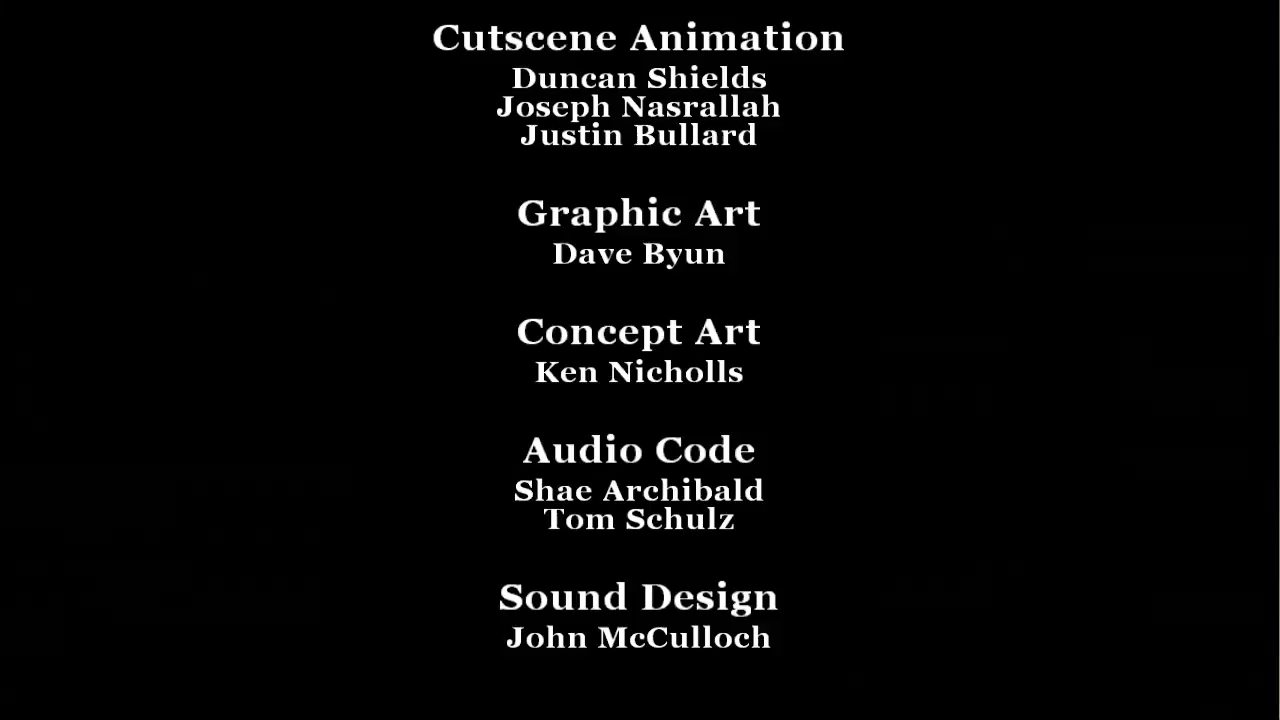 Cutscene Animation
Duncan Shields
Joseph Nasrallah
Justin Bullard
Graphic Art
Dave Byun
Concept Art
Ken Nicholls
Audio Code
Shae Archibald
Tom Schulz
Sound Design
John McCulloch